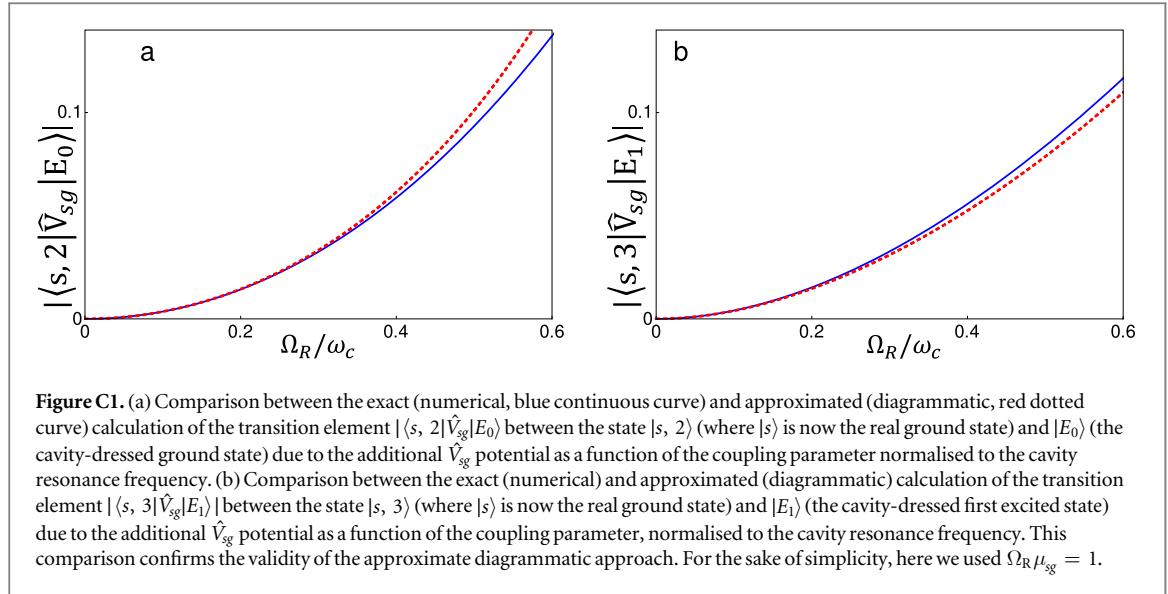 a
0.1
0
|⟨s, 2|V̂sg|E0⟩|
0
0.2
0.4
0.6
ΩR/ωc
b
0.1
0
|⟨s, 3|V̂sg|E1⟩|
0
0.2
0.4
0.6
ΩR/ωc
Figure C1. (a) Comparison between the exact (numerical, blue continuous curve) and approximated (diagrammatic, red dotted
curve) calculation of the transition element |⟨s, 2|V̂sg|E0⟩ between the state |s, 2⟩ (where |s⟩ is now the real ground state) and |E0⟩ (the
cavity-dressed ground state) due to the additional V̂sg potential as a function of the coupling parameter normalised to the cavity
resonance frequency. (b) Comparison between the exact (numerical) and approximated (diagrammatic) calculation of the transition
element |⟨s, 3|V̂sg|E1⟩| between the state |s, 3⟩ (where |s⟩ is now the real ground state) and |E1⟩ (the cavity-dressed first excited state)
due to the additional V̂sg potential as a function of the coupling parameter, normalised to the cavity resonance frequency. This
comparison confirms the validity of the approximate diagrammatic approach. For the sake of simplicity, here we used ΩRμsg = 1.